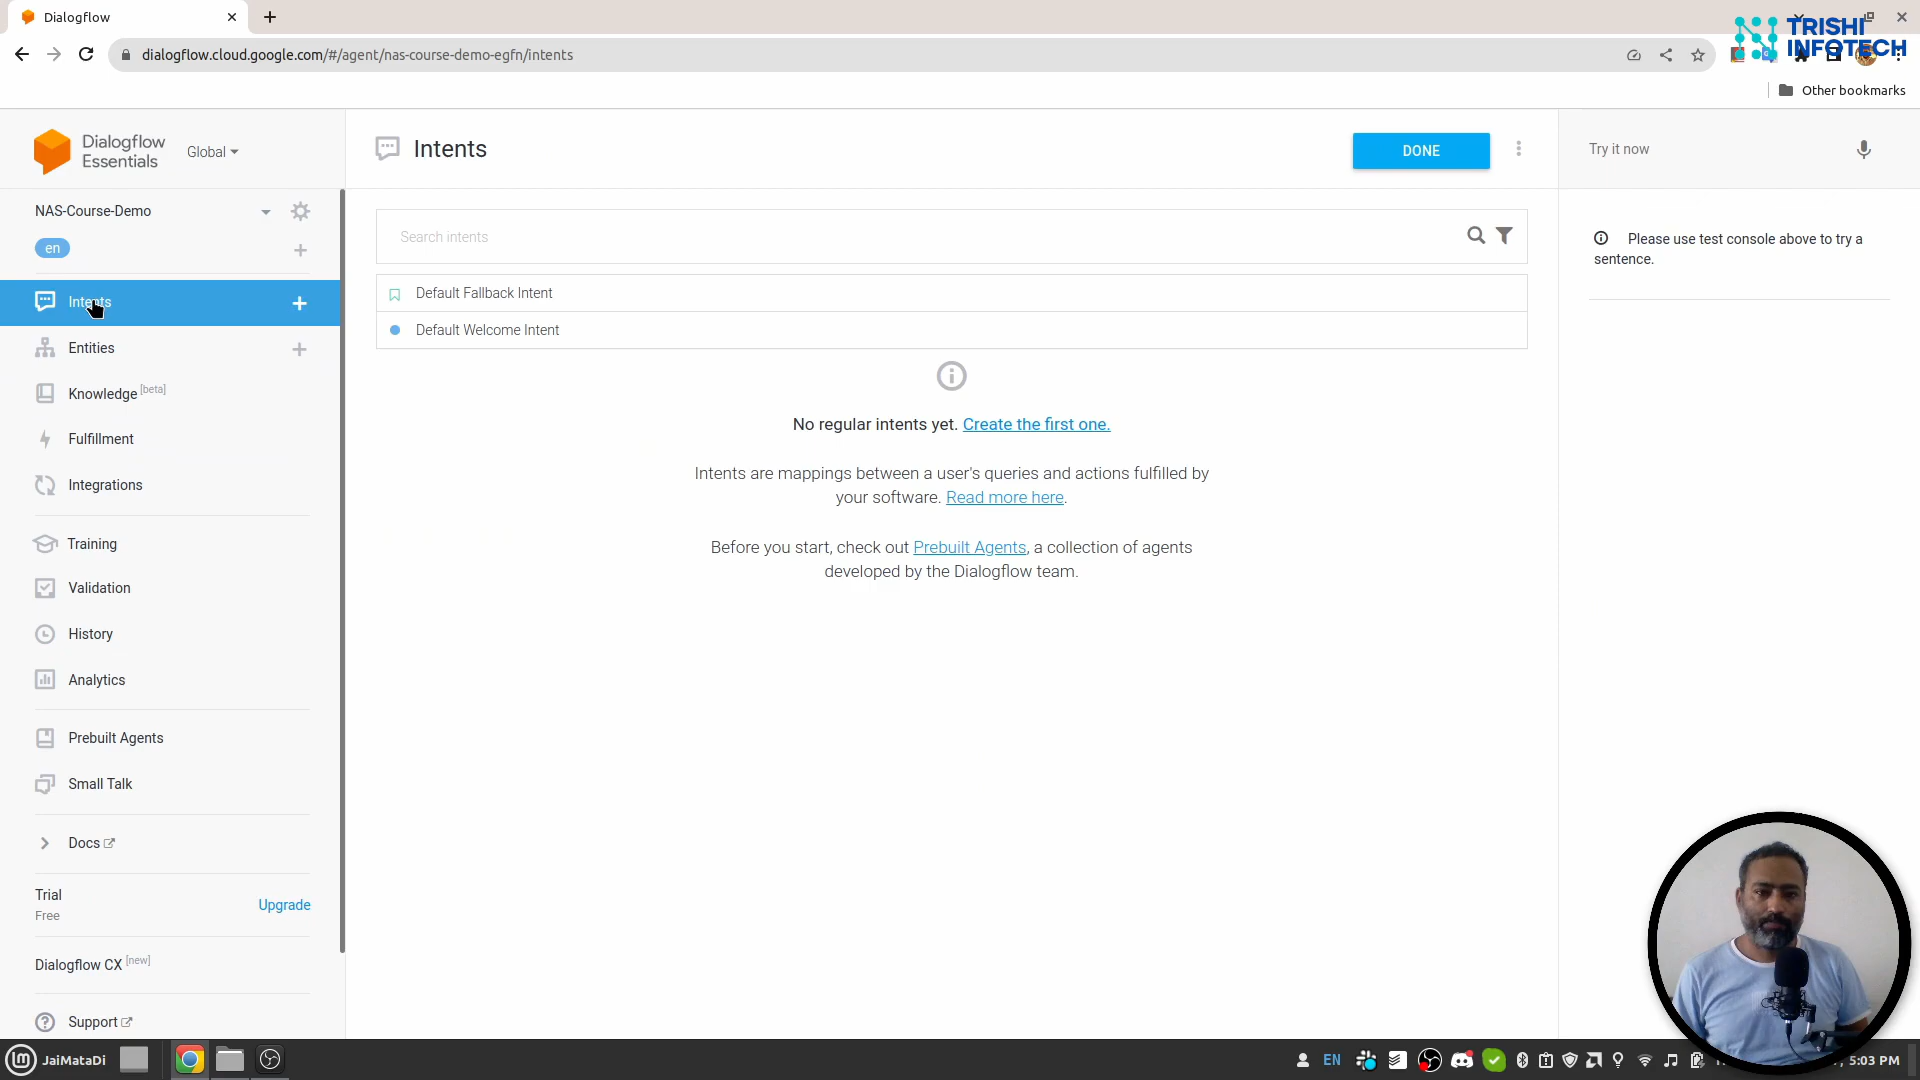 Dialogflow
TRISHI
INFOTECH
dialogflow.cloud.google.com/#/agent/nas-course-demo-egfn/intents
Other bookmarks
Dialogflow
Essentials
Global
Intents
DONE
Try it now
NAS-Course-Demo
en
Search intents
Please use test console above to try a
sentence.
Intents
Default Fallback Intent
Default Welcome Intent
Entities
Knowledge [beta]
No regular intents yet. Create the first one.
Fulfillment
Intents are mappings between a user's queries and actions fulfilled by
your software. Read more here.
Integrations
Before you start, check out Prebuilt Agents, a collection of agents
developed by the Dialogflow team.
Training
Validation
History
Analytics
Prebuilt Agents
Small Talk
Docs
Trial
Free
Upgrade
Dialogflow CX [new]
Support
JaiMataDi
EN
5:03 PM